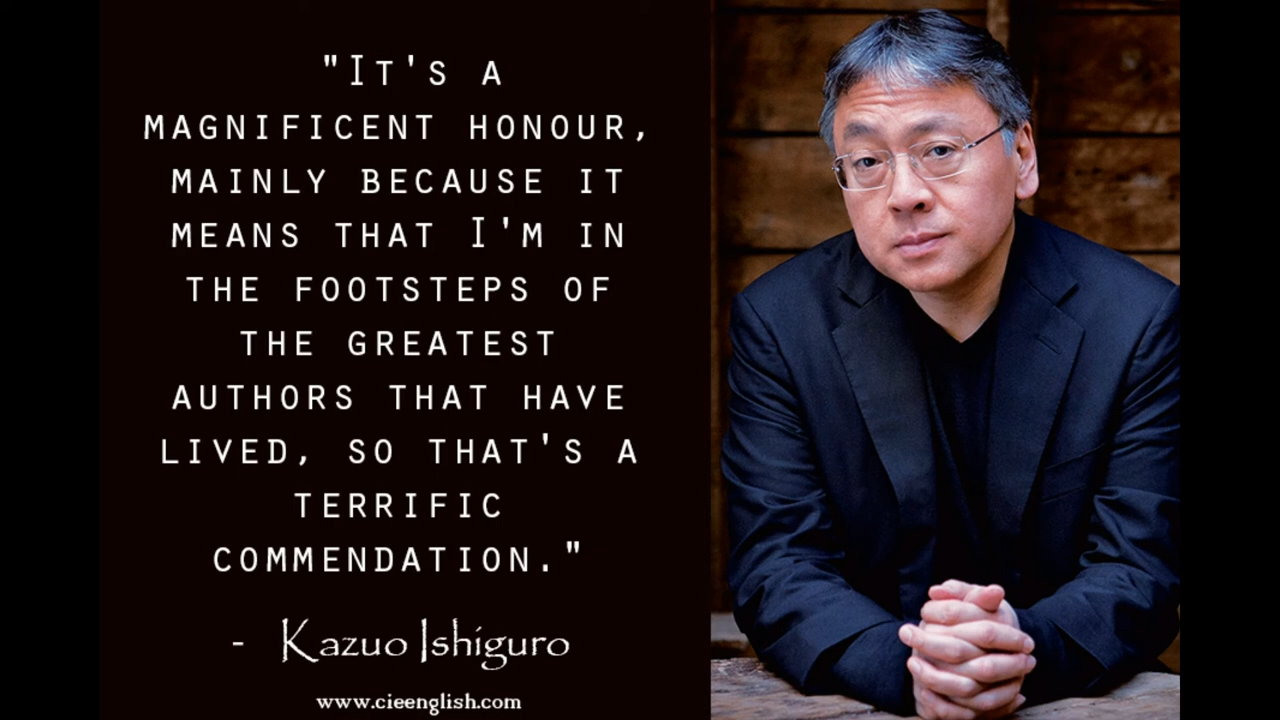 "IT'S A
MAGNIFICENT HONOUR,
MAINLY BECAUSE IT
MEANS THAT I'M IN
THE FOOTSTEPS OF
THE GREATEST
AUTHORS THAT HAVE
LIVED, SO THAT'S A
TERRIFIC
COMMENDATION."
- Kazuo Ishiguro
www.cieenglish.com